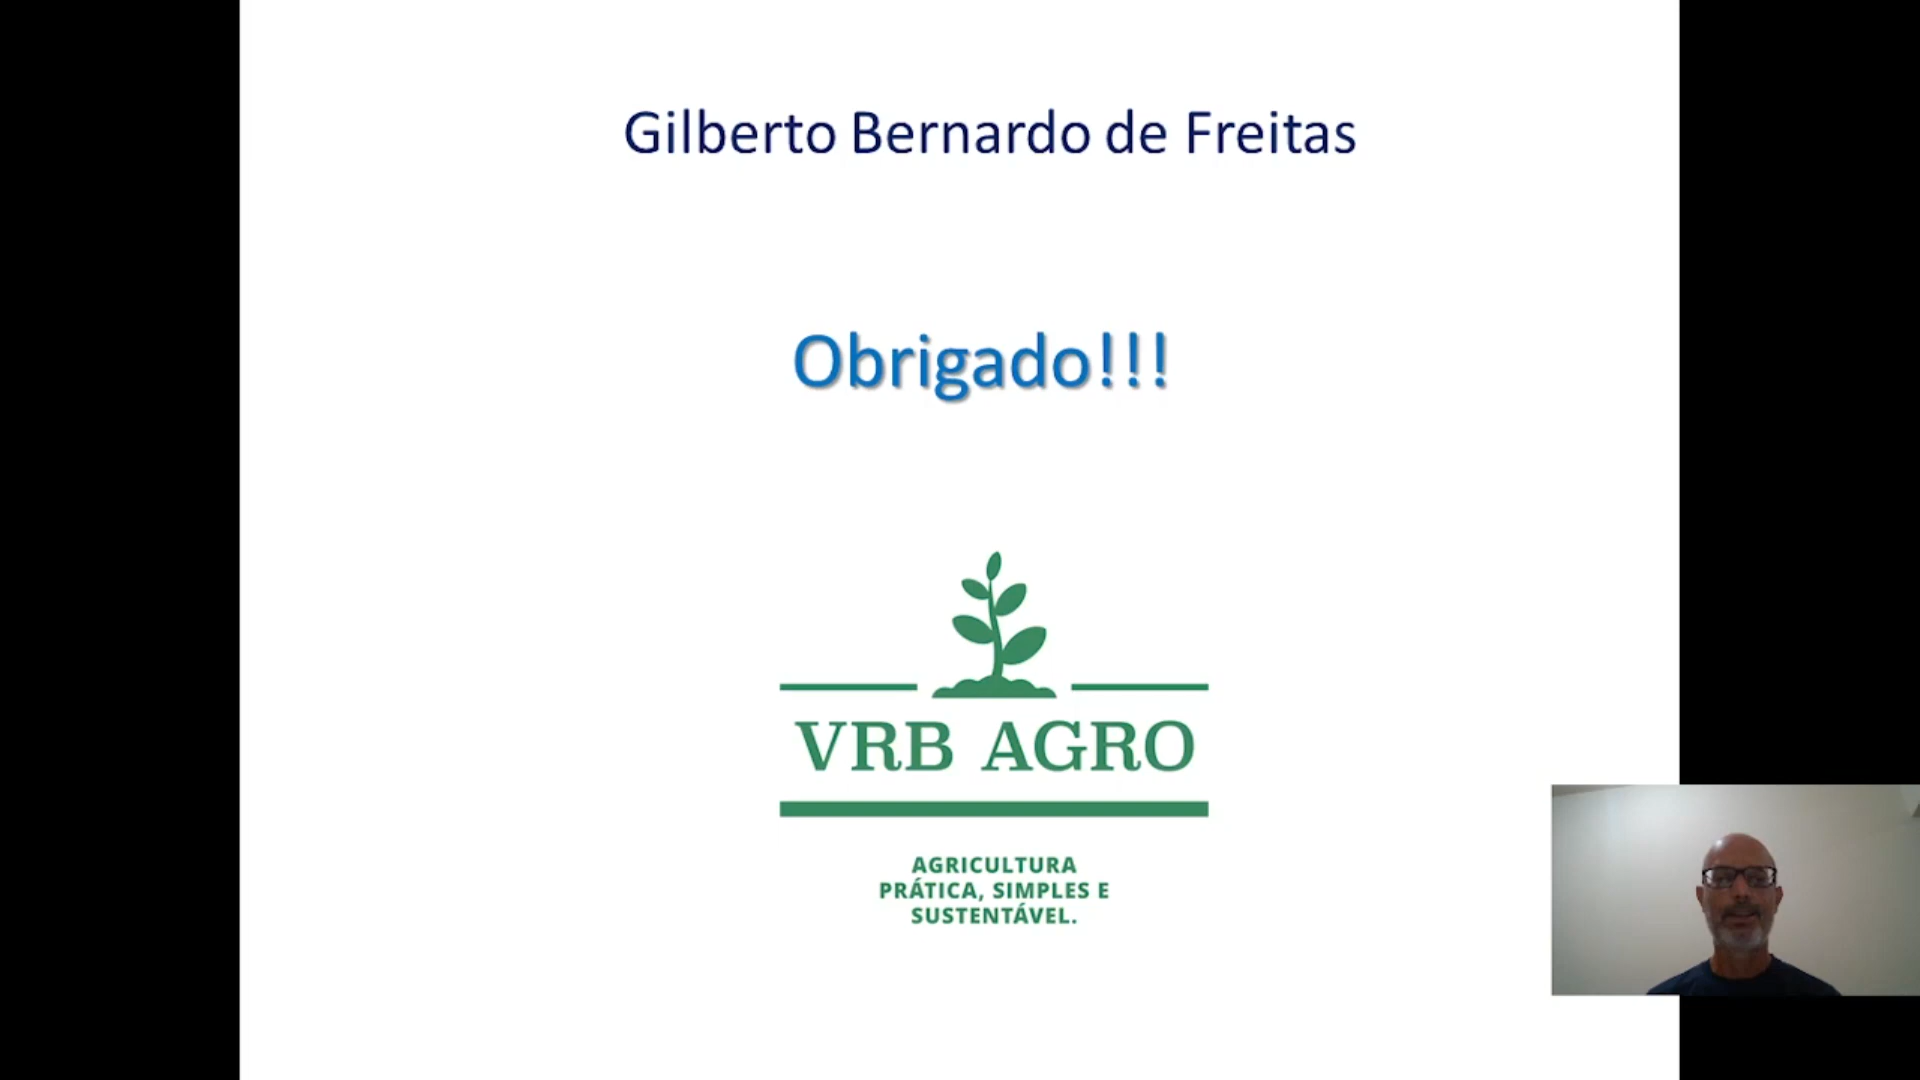 Gilberto Bernardo de Freitas
Obrigado!!!
VRB AGRO
AGRICULTURA
PRÁTICA, SIMPLES E
SUSTENTÁVEL.